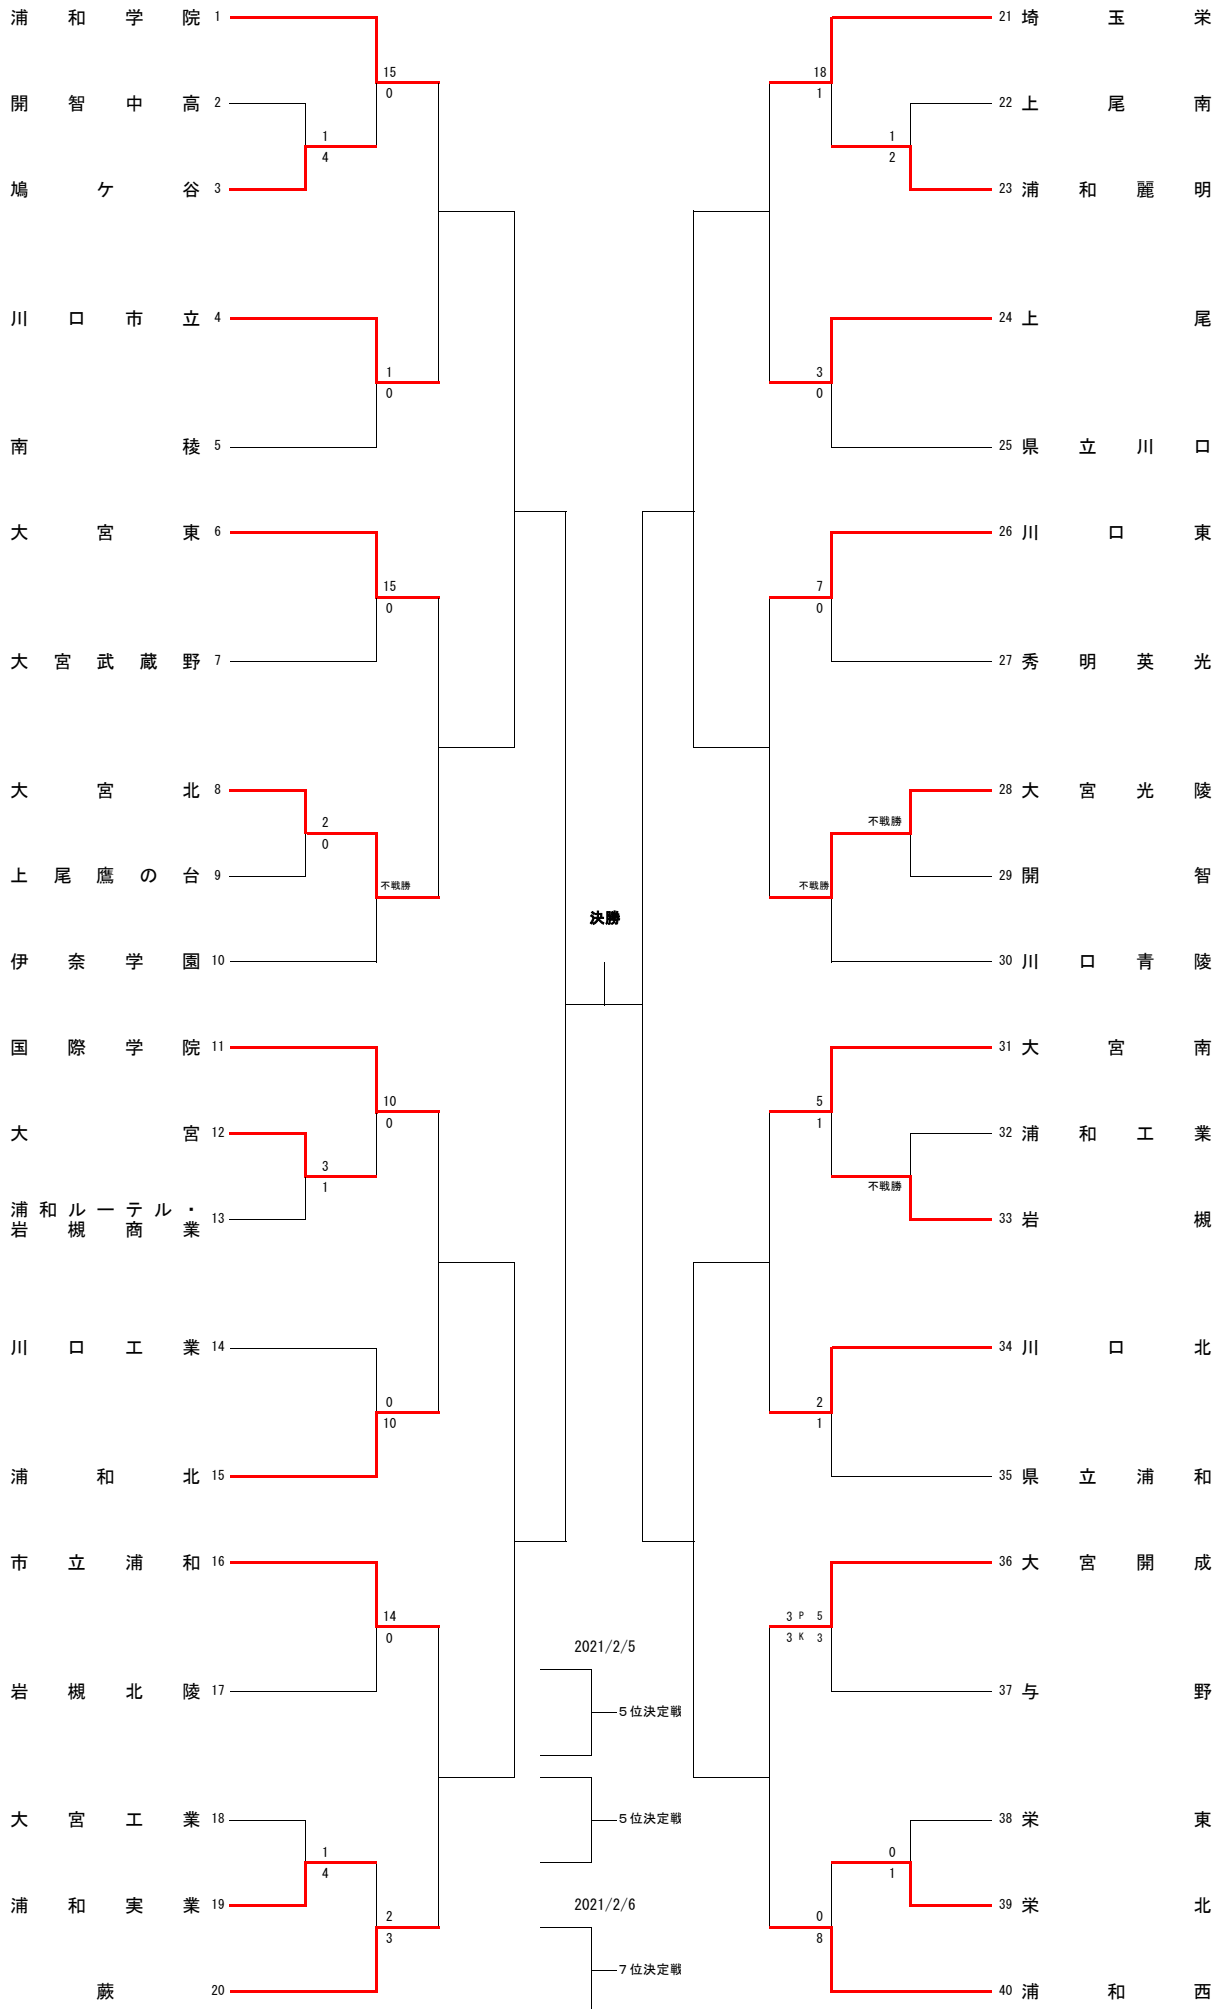 浦和学院 1
15
0
開智中高 2
1
4
鳩ケ谷 3
川口市立 4
1
0
南稜 5
大宮東 6
15
0
大宮武蔵野 7
大宮北 8
2
0
上尾鷹の台 9
不戦勝
伊奈学園 10
国際学院 11
10
0
大宮 12
3
1
浦和ルーテル・
岩槻商業 13
川口工業 14
0
10
浦和北 15
市立浦和 16
14
0
岩槻北陵 17
大宮工業 18
1
4
浦和実業 19
2
3
蕨 20
決勝
2021/2/5
5位決定戦
5位決定戦
2021/2/6
7位決定戦
21 埼玉栄
18
1
22 上尾南
1
2
23 浦和麗明
24 上尾
3
0
25 県立川口
26 川口東
7
0
27 秀明英光
28 大宮光陵
不戦勝
29 開智
不戦勝
30 川口青陵
31 大宮南
5
1
32 浦和工業
不戦勝
33 岩槻
34 川口北
2
1
35 県立浦和
36 大宮開成
3 P 5
3 K 3
37 与野
38 栄東
0
1
39 栄北
0
8
40 浦和西